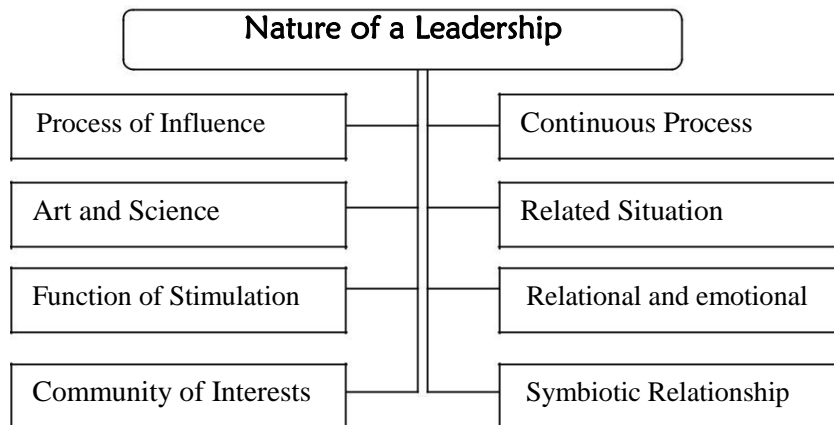 Nature of a Leadership
Process of Influence
Continuous Process
Art and Science
Related Situation
Function of Stimulation
Relational and emotional
Community of Interests
Symbiotic Relationship